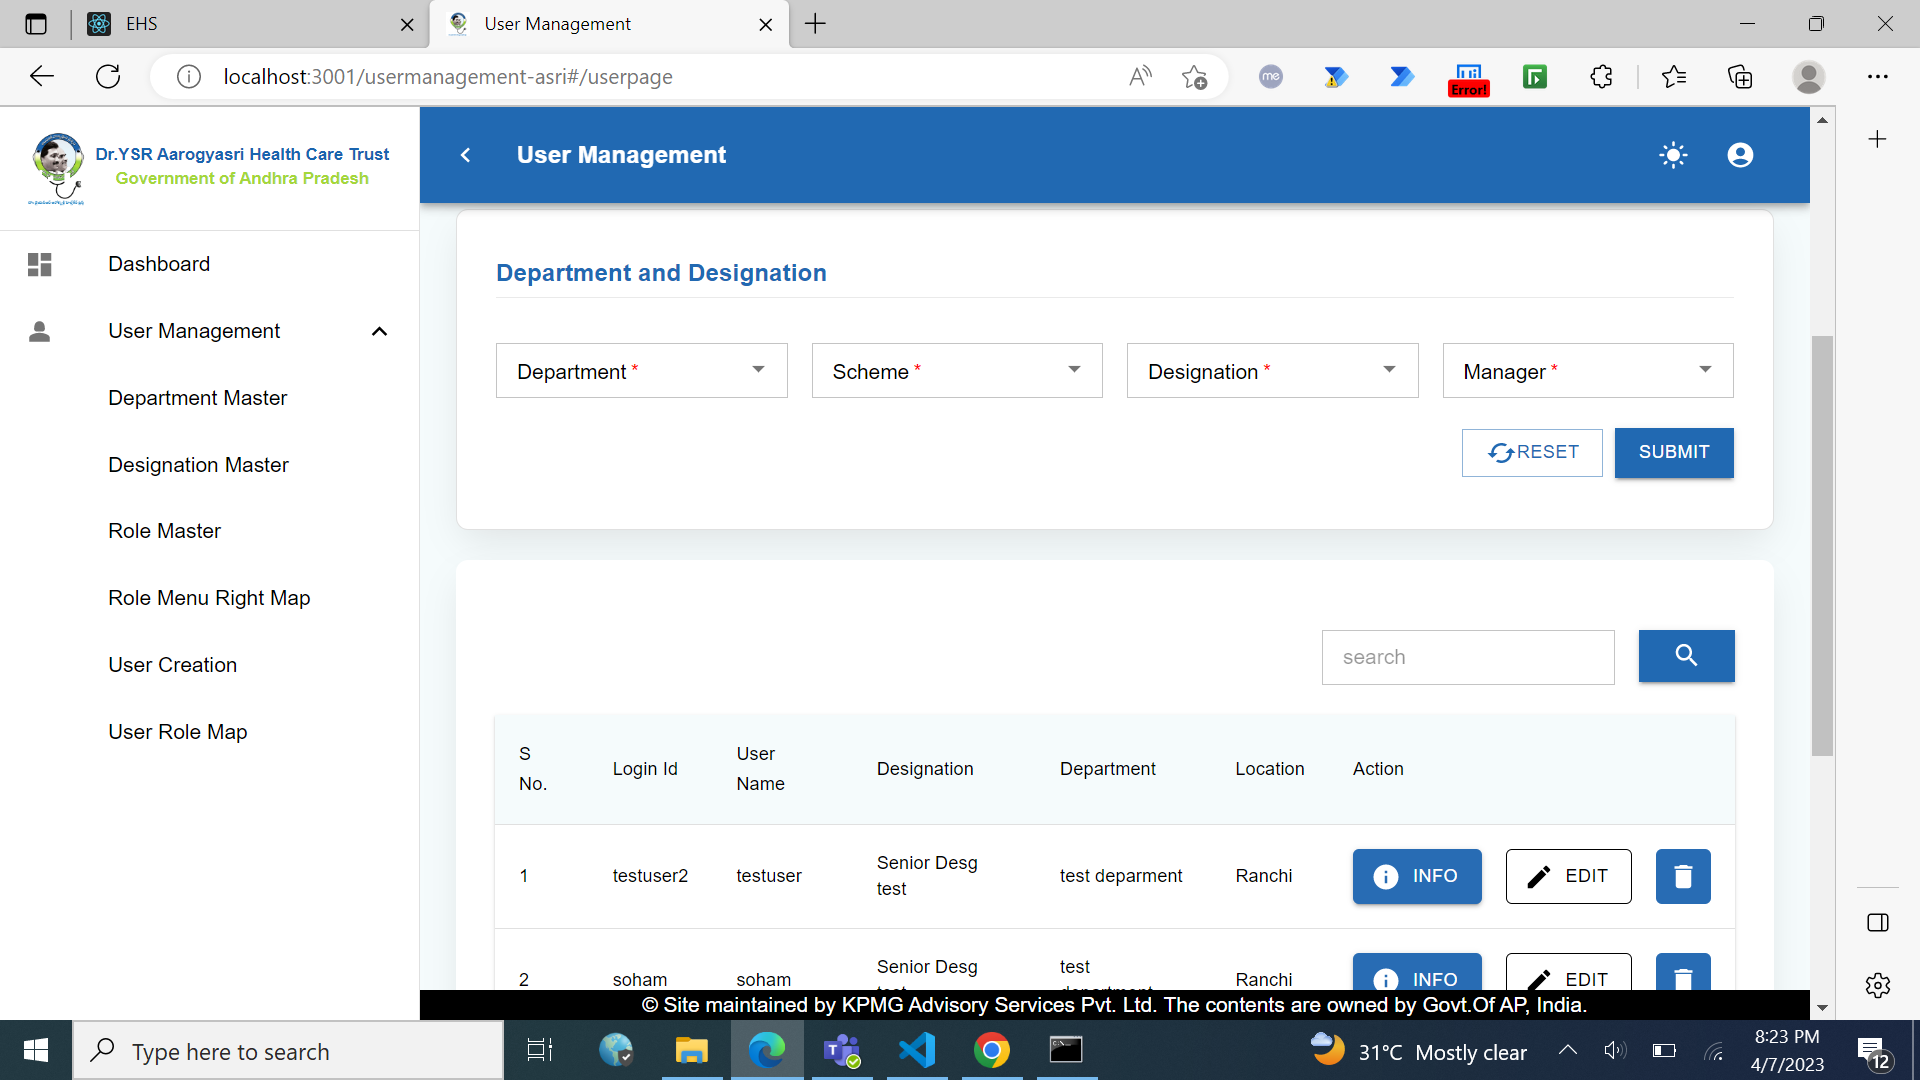 EHS
User Management
localhost:3001/usermanagement-asri#/userpage
me
Error!
Dr.YSR Aarogyasri Health Care Trust
Government of Andhra Pradesh
User Management
Dashboard
User Management
Department Master
Designation Master
Role Master
Role Menu Right Map
User Creation
User Role Map
Department and Designation
Department *
Scheme *
Designation *
Manager *
RESET
SUBMIT
search
S No.
Login Id
User Name
Designation
Department
Location
Action
1
testuser2
testuser
Senior Desg test
test deparment
Ranchi
INFO
EDIT
2
soham
soham
Senior Desg
test
Ranchi
INFO
EDIT
© Site maintained by KPMG Advisory Services Pvt. Ltd. The contents are owned by Govt.Of AP, India.
Type here to search
31°C Mostly clear
8:23 PM
4/7/2023
12